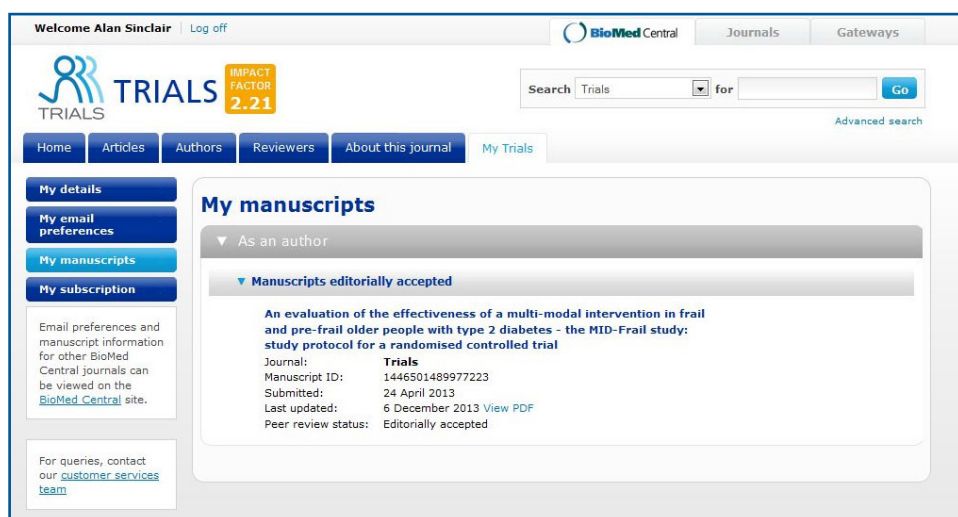 Welcome Alan Sinclair | Log off
BioMed Central
Journals
Gateways
TRIALS
TRIALS
IMPACT
FACTOR
2.21
Search Trials for
Go
Advanced search
Home
Articles
Authors
Reviewers
About this journal
My Trials
My details
My email
preferences
My manuscripts
My subscription
Email preferences and
manuscript information
for other BioMed
Central journals can
be viewed on the
BioMed Central site.
For queries, contact
our customer services
team
My manuscripts
As an author
Manuscripts editorially accepted
An evaluation of the effectiveness of a multi-modal intervention in frail
and pre-frail older people with type 2 diabetes - the MID-Frail study:
study protocol for a randomised controlled trial
Journal: Trials
Manuscript ID: 1446501489977223
Submitted: 24 April 2013
Last updated: 6 December 2013 View PDF
Peer review status: Editorially accepted